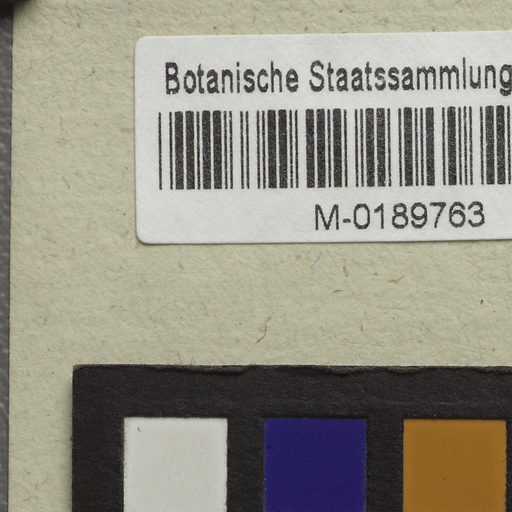 Botanische Staatssammlung
M-0189763